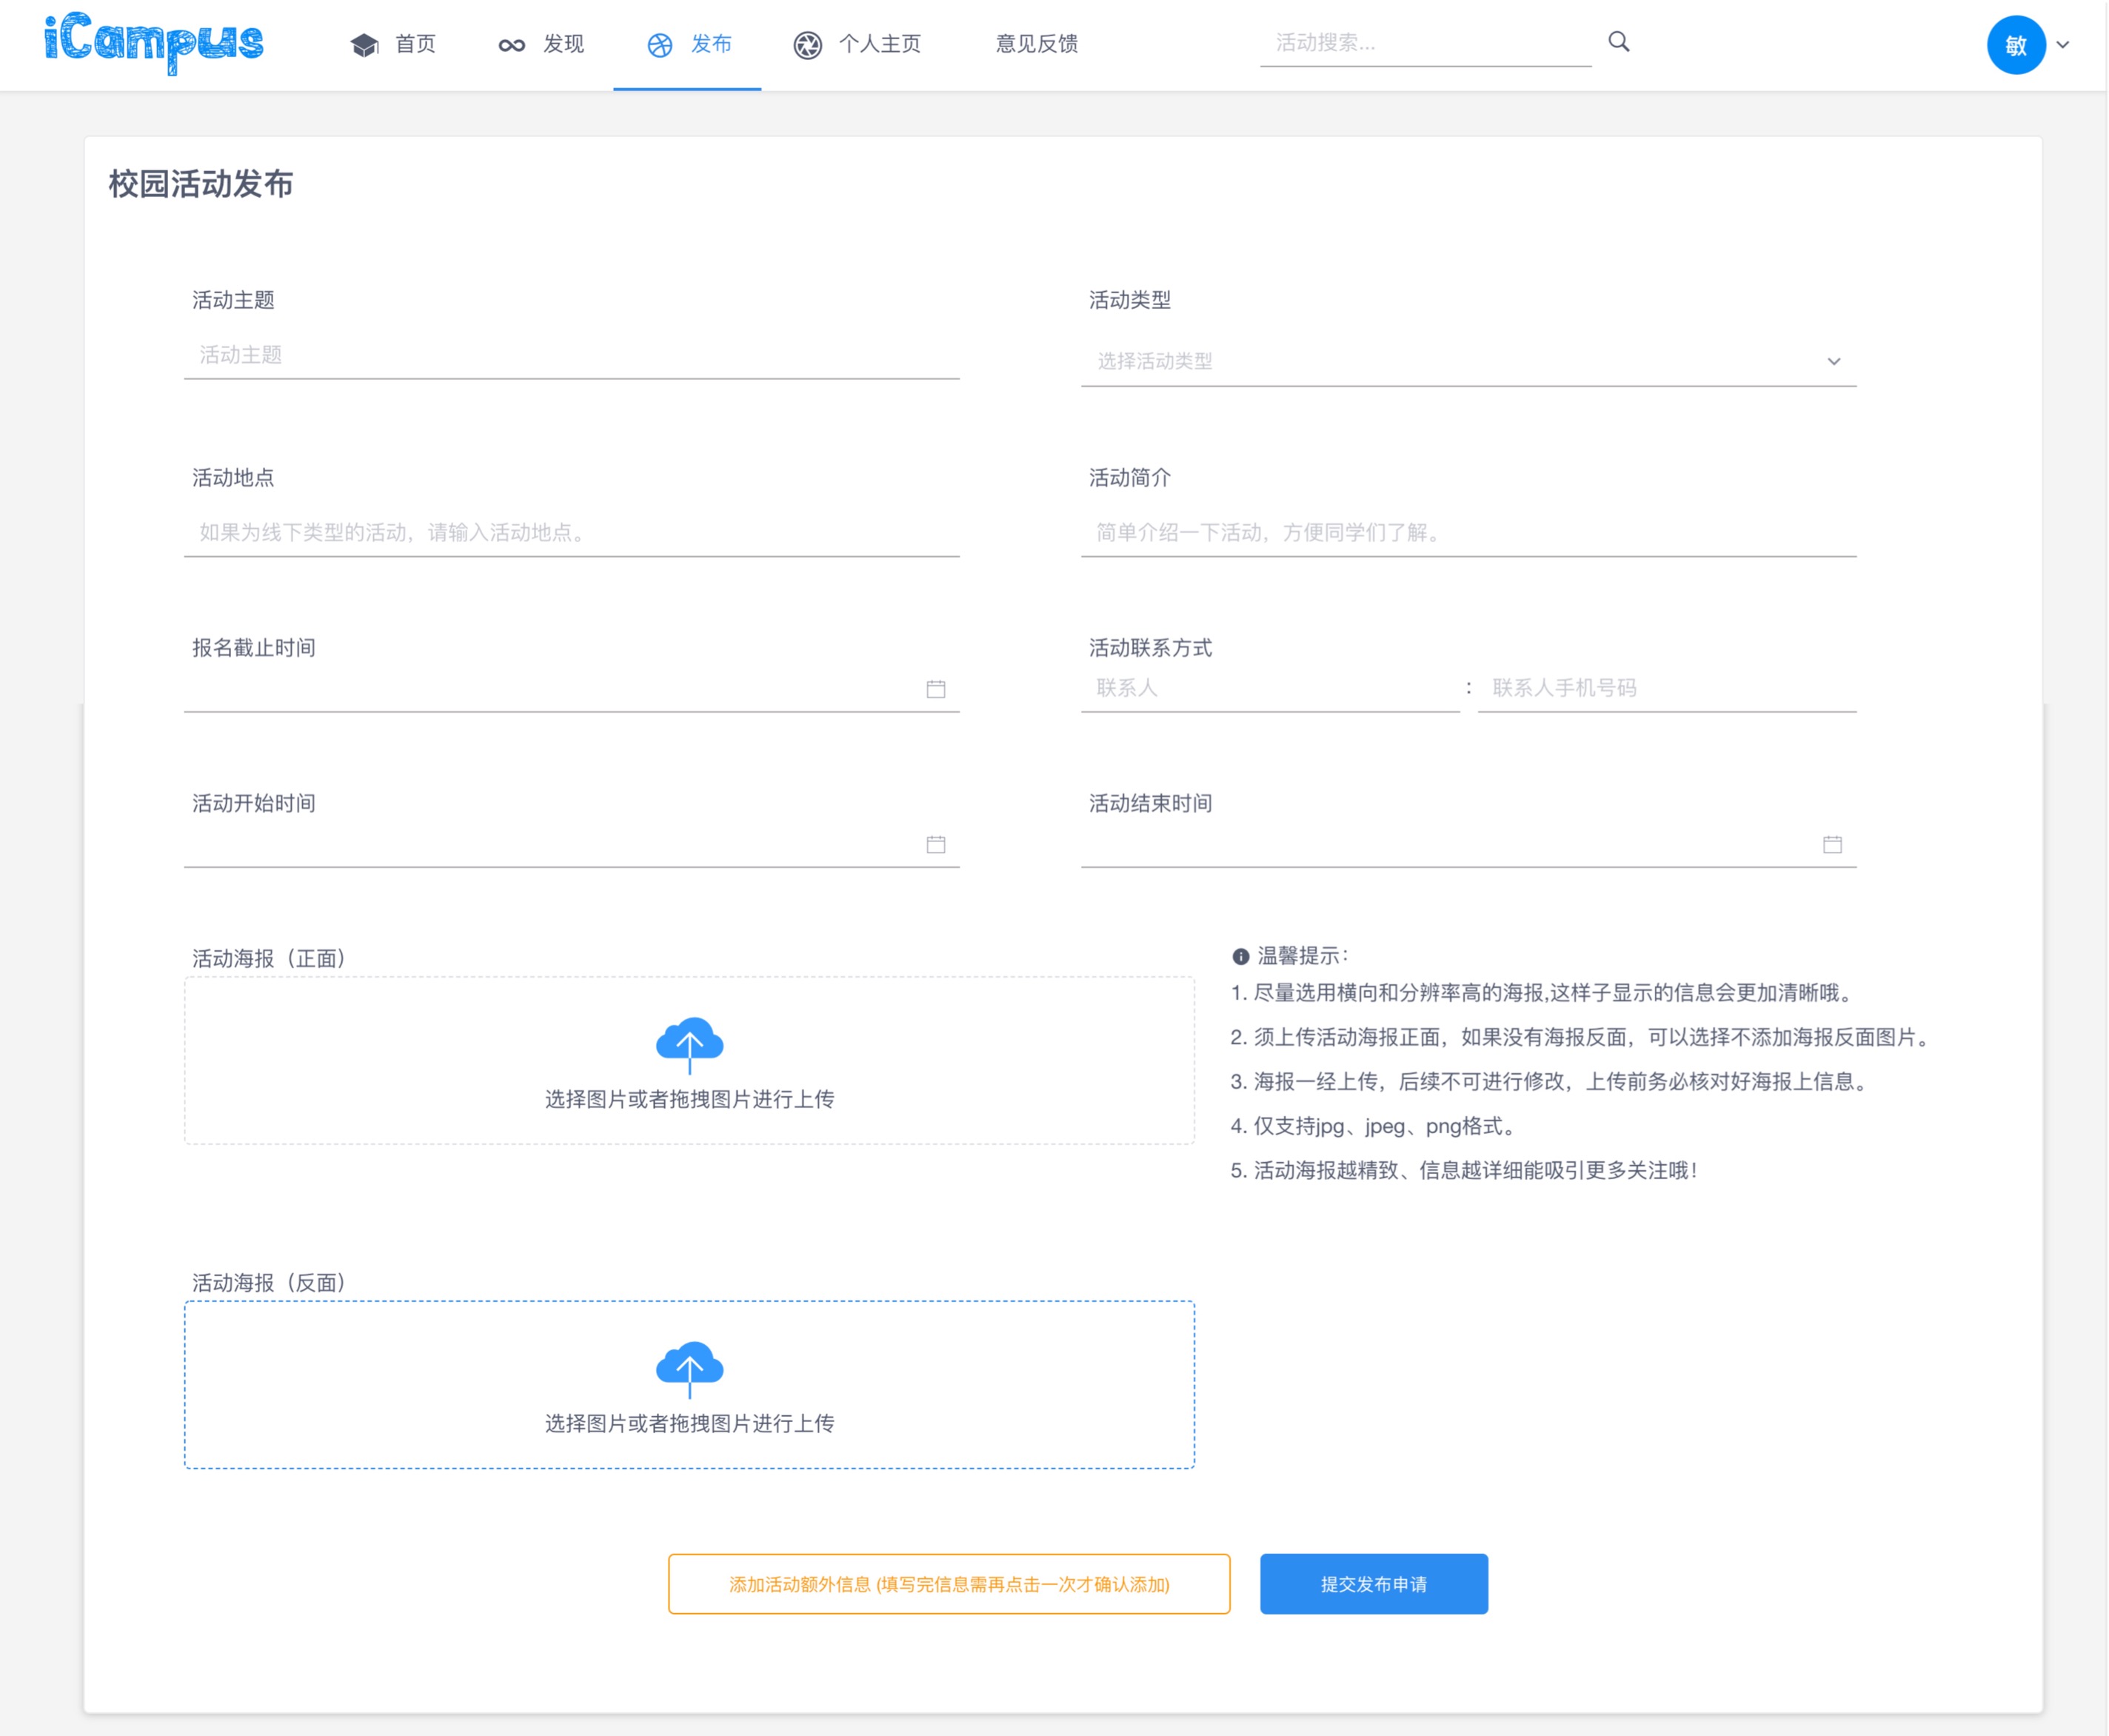 iCampus
首页 发现 发布 个人主页 意见反馈 活动搜索... 敏
校园活动发布
活动主题 活动类型
活动主题 选择活动类型
活动地点 活动简介
如果为线下类型的活动，请输入活动地点。 简单介绍一下活动，方便同学们了解。
报名截止时间 活动联系方式
联系人 : 联系人手机号码
活动开始时间 活动结束时间
活动海报（正面）
选择图片或者拖拽图片进行上传
温馨提示：
1. 尽量选用横向和分辨率高的海报,这样子显示的信息会更加清晰哦。
2. 须上传活动海报正面，如果没有海报反面，可以选择不添加海报反面图片。
3. 海报一经上传，后续不可进行修改，上传前务必核对好海报上信息。
4. 仅支持jpg、jpeg、png格式。
5. 活动海报越精致、信息越详细能吸引更多关注哦！
活动海报（反面）
选择图片或者拖拽图片进行上传
添加活动额外信息 (填写完信息需再点击一次才确认添加) 提交发布申请